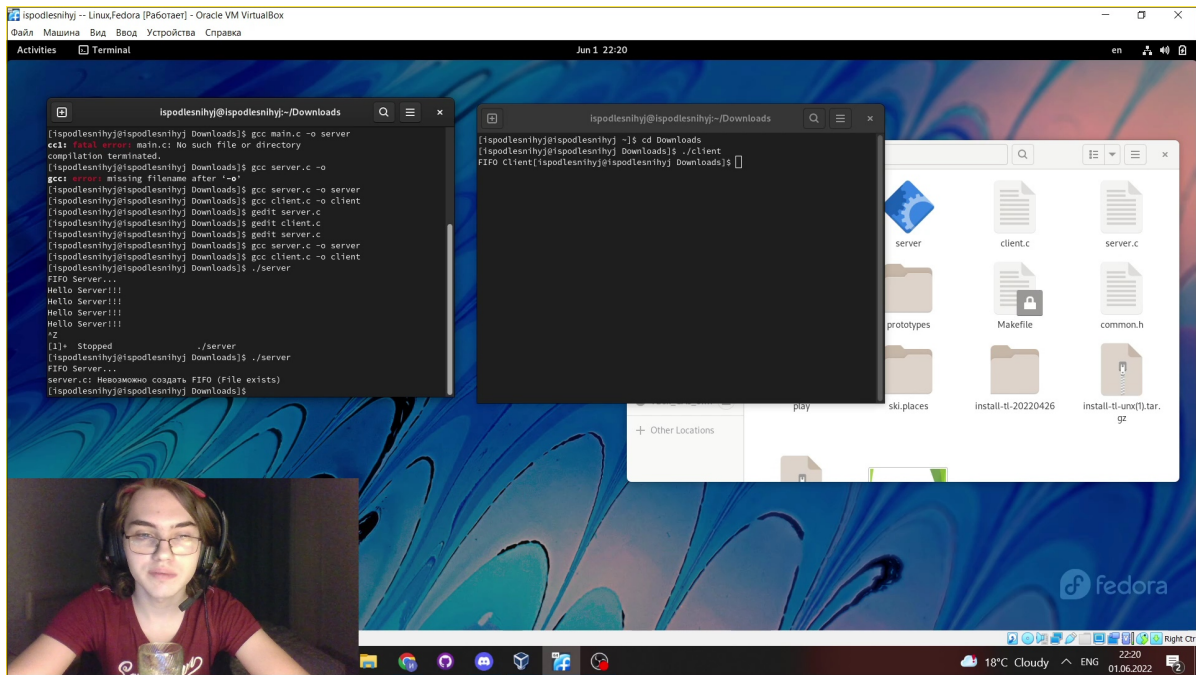 ispodlesnihyj -- Linux,Fedora [Работает] - Oracle VM VirtualBox
Файл Машина Вид Ввод Устройства Справка
Activities Terminal Jun 1 22:20 en
ispodlesnihyj@ispodlesnihyj:~/Downloads
[ispodlesnihyj@ispodlesnihyj Downloads]$ gcc main.c -o server
cc1: fatal error: main.c: No such file or directory
compilation terminated.
[ispodlesnihyj@ispodlesnihyj Downloads]$ gcc server.c -o
gcc: error: missing filename after '-o'
[ispodlesnihyj@ispodlesnihyj Downloads]$ gcc server.c -o server
[ispodlesnihyj@ispodlesnihyj Downloads]$ gcc client.c -o client
[ispodlesnihyj@ispodlesnihyj Downloads]$ gedit server.c
[ispodlesnihyj@ispodlesnihyj Downloads]$ gedit client.c
[ispodlesnihyj@ispodlesnihyj Downloads]$ gedit server.c
[ispodlesnihyj@ispodlesnihyj Downloads]$ gcc server.c -o server
[ispodlesnihyj@ispodlesnihyj Downloads]$ gcc client.c -o client
[ispodlesnihyj@ispodlesnihyj Downloads]$ ./server
FIFO Server...
Hello Server!!!
Hello Server!!!
Hello Server!!!
Hello Server!!!
^Z
[1]+ Stopped ./server
[ispodlesnihyj@ispodlesnihyj Downloads]$ ./server
FIFO Server...
server.c: Невозможно создать FIFO (File exists)
[ispodlesnihyj@ispodlesnihyj Downloads]$
ispodlesnihyj@ispodlesnihyj:~/Downloads
[ispodlesnihyj@ispodlesnihyj ~]$ cd Downloads
[ispodlesnihyj@ispodlesnihyj Downloads]$ ./client
FIFO Client[ispodlesnihyj@ispodlesnihyj Downloads]$
server client.c server.c
prototypes Makefile common.h
play ski.places install-tl-20220426 install-tl-unx(1).tar.
gz
+ Other Locations
fedora
Right Ctr
18°C Cloudy ENG 22:20
01.06.2022
2